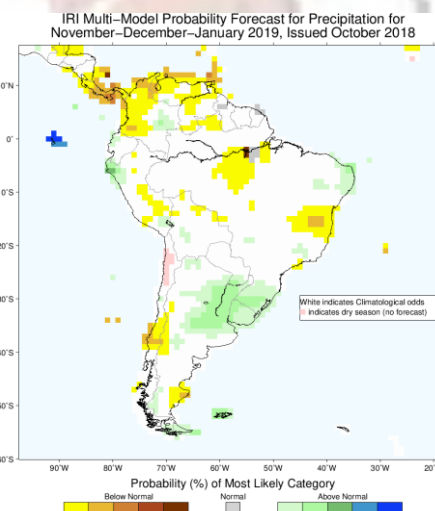 IRI Multi-Model Probability Forecast for Precipitation for
November-December-January 2019, Issued October 2018
0°N
0°
0°S
20°S
30°S
40°S
50°S
60°S
White indicates Climatological odds
indicates dry season (no forecast)
90°W 80°W 70°W 60°W 50°W 40°W 30°W 20°
Probability (%) of Most Likely Category
Below Normal Normal Above Normal